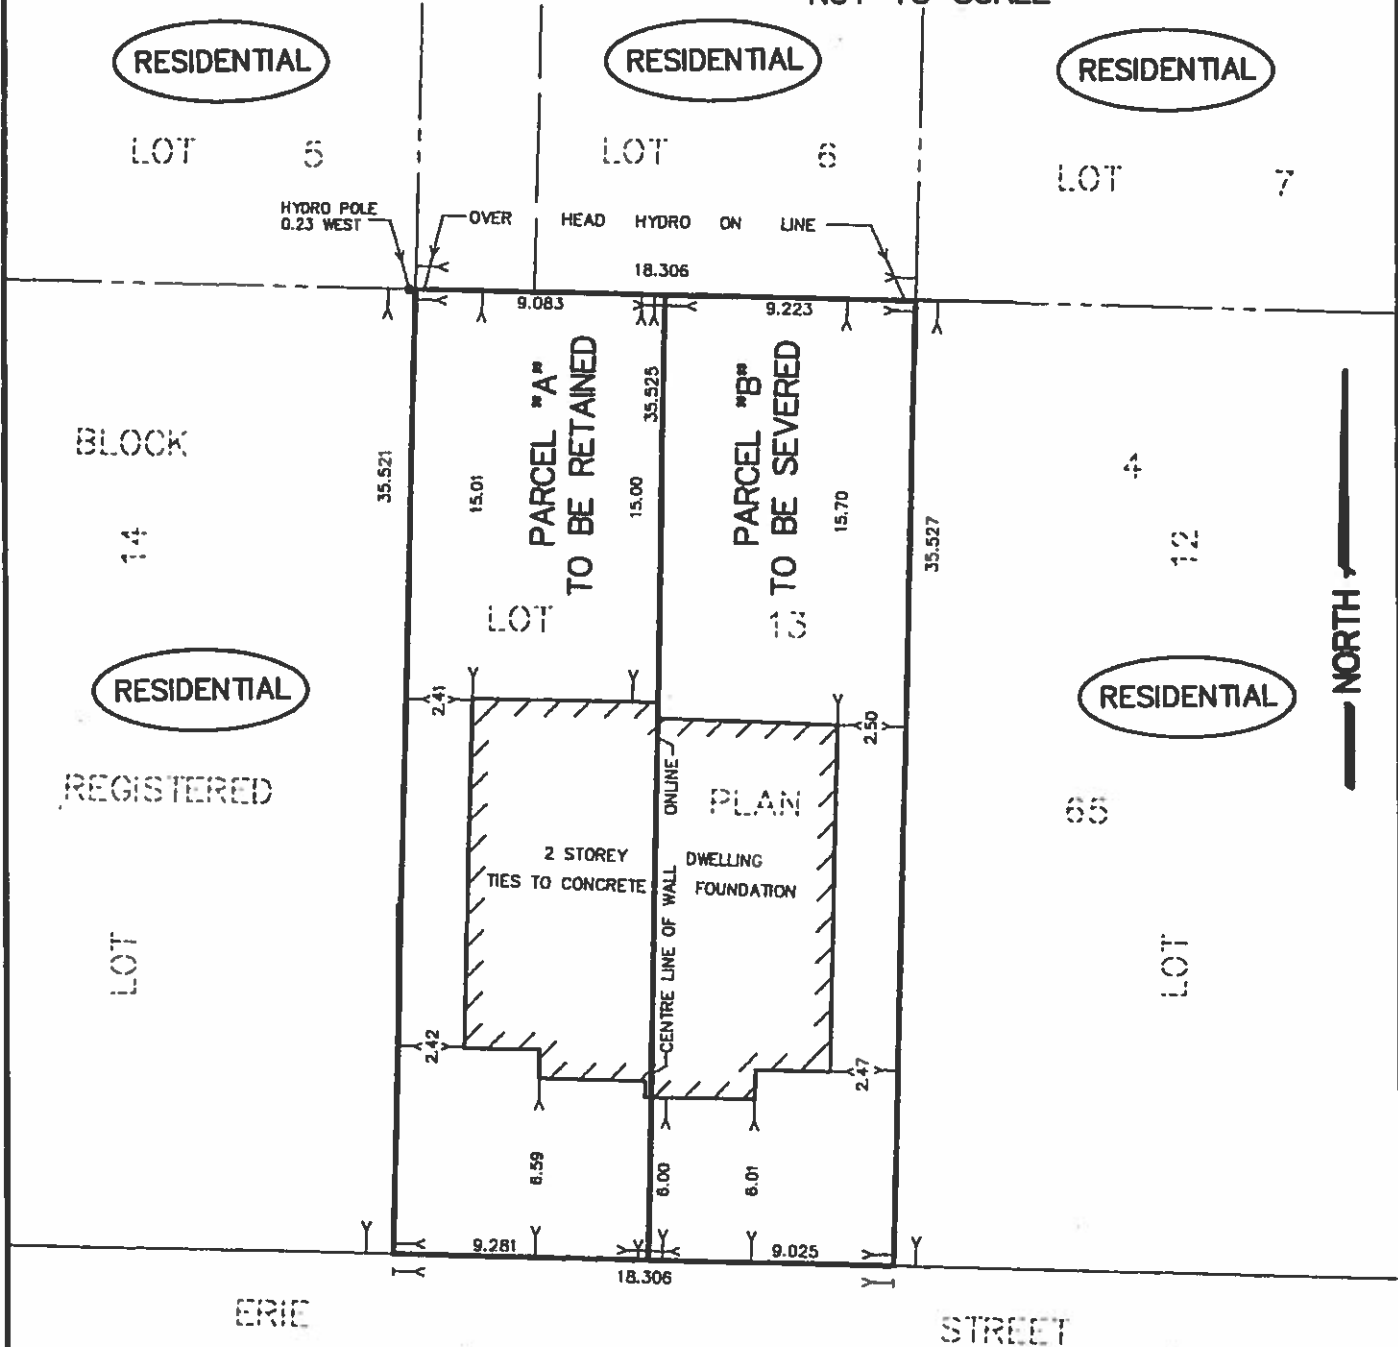 RESIDENTIAL
RESIDENTIAL
RESIDENTIAL
LOT 5
LOT 6
LOT 7
HYDRO POLE
0.23 WEST
OVER HEAD HYDRO ON LINE
18.306
9.083
9.223
PARCEL "A"
TO BE RETAINED
35.525
PARCEL "B"
TO BE SEVERED
BLOCK
14
35.521
15.01
15.00
15.70
35.527
4
12
NORTH
LOT 13
RESIDENTIAL
RESIDENTIAL
2.41
2.50
ONLINE
REGISTERED
PLAN
65
2 STOREY DWELLING
TIES TO CONCRETE FOUNDATION
CENTRE LINE OF WALL
LOT
LOT
2.42
2.47
6.59
6.00
6.01
9.281
9.025
18.306
ERIE STREET